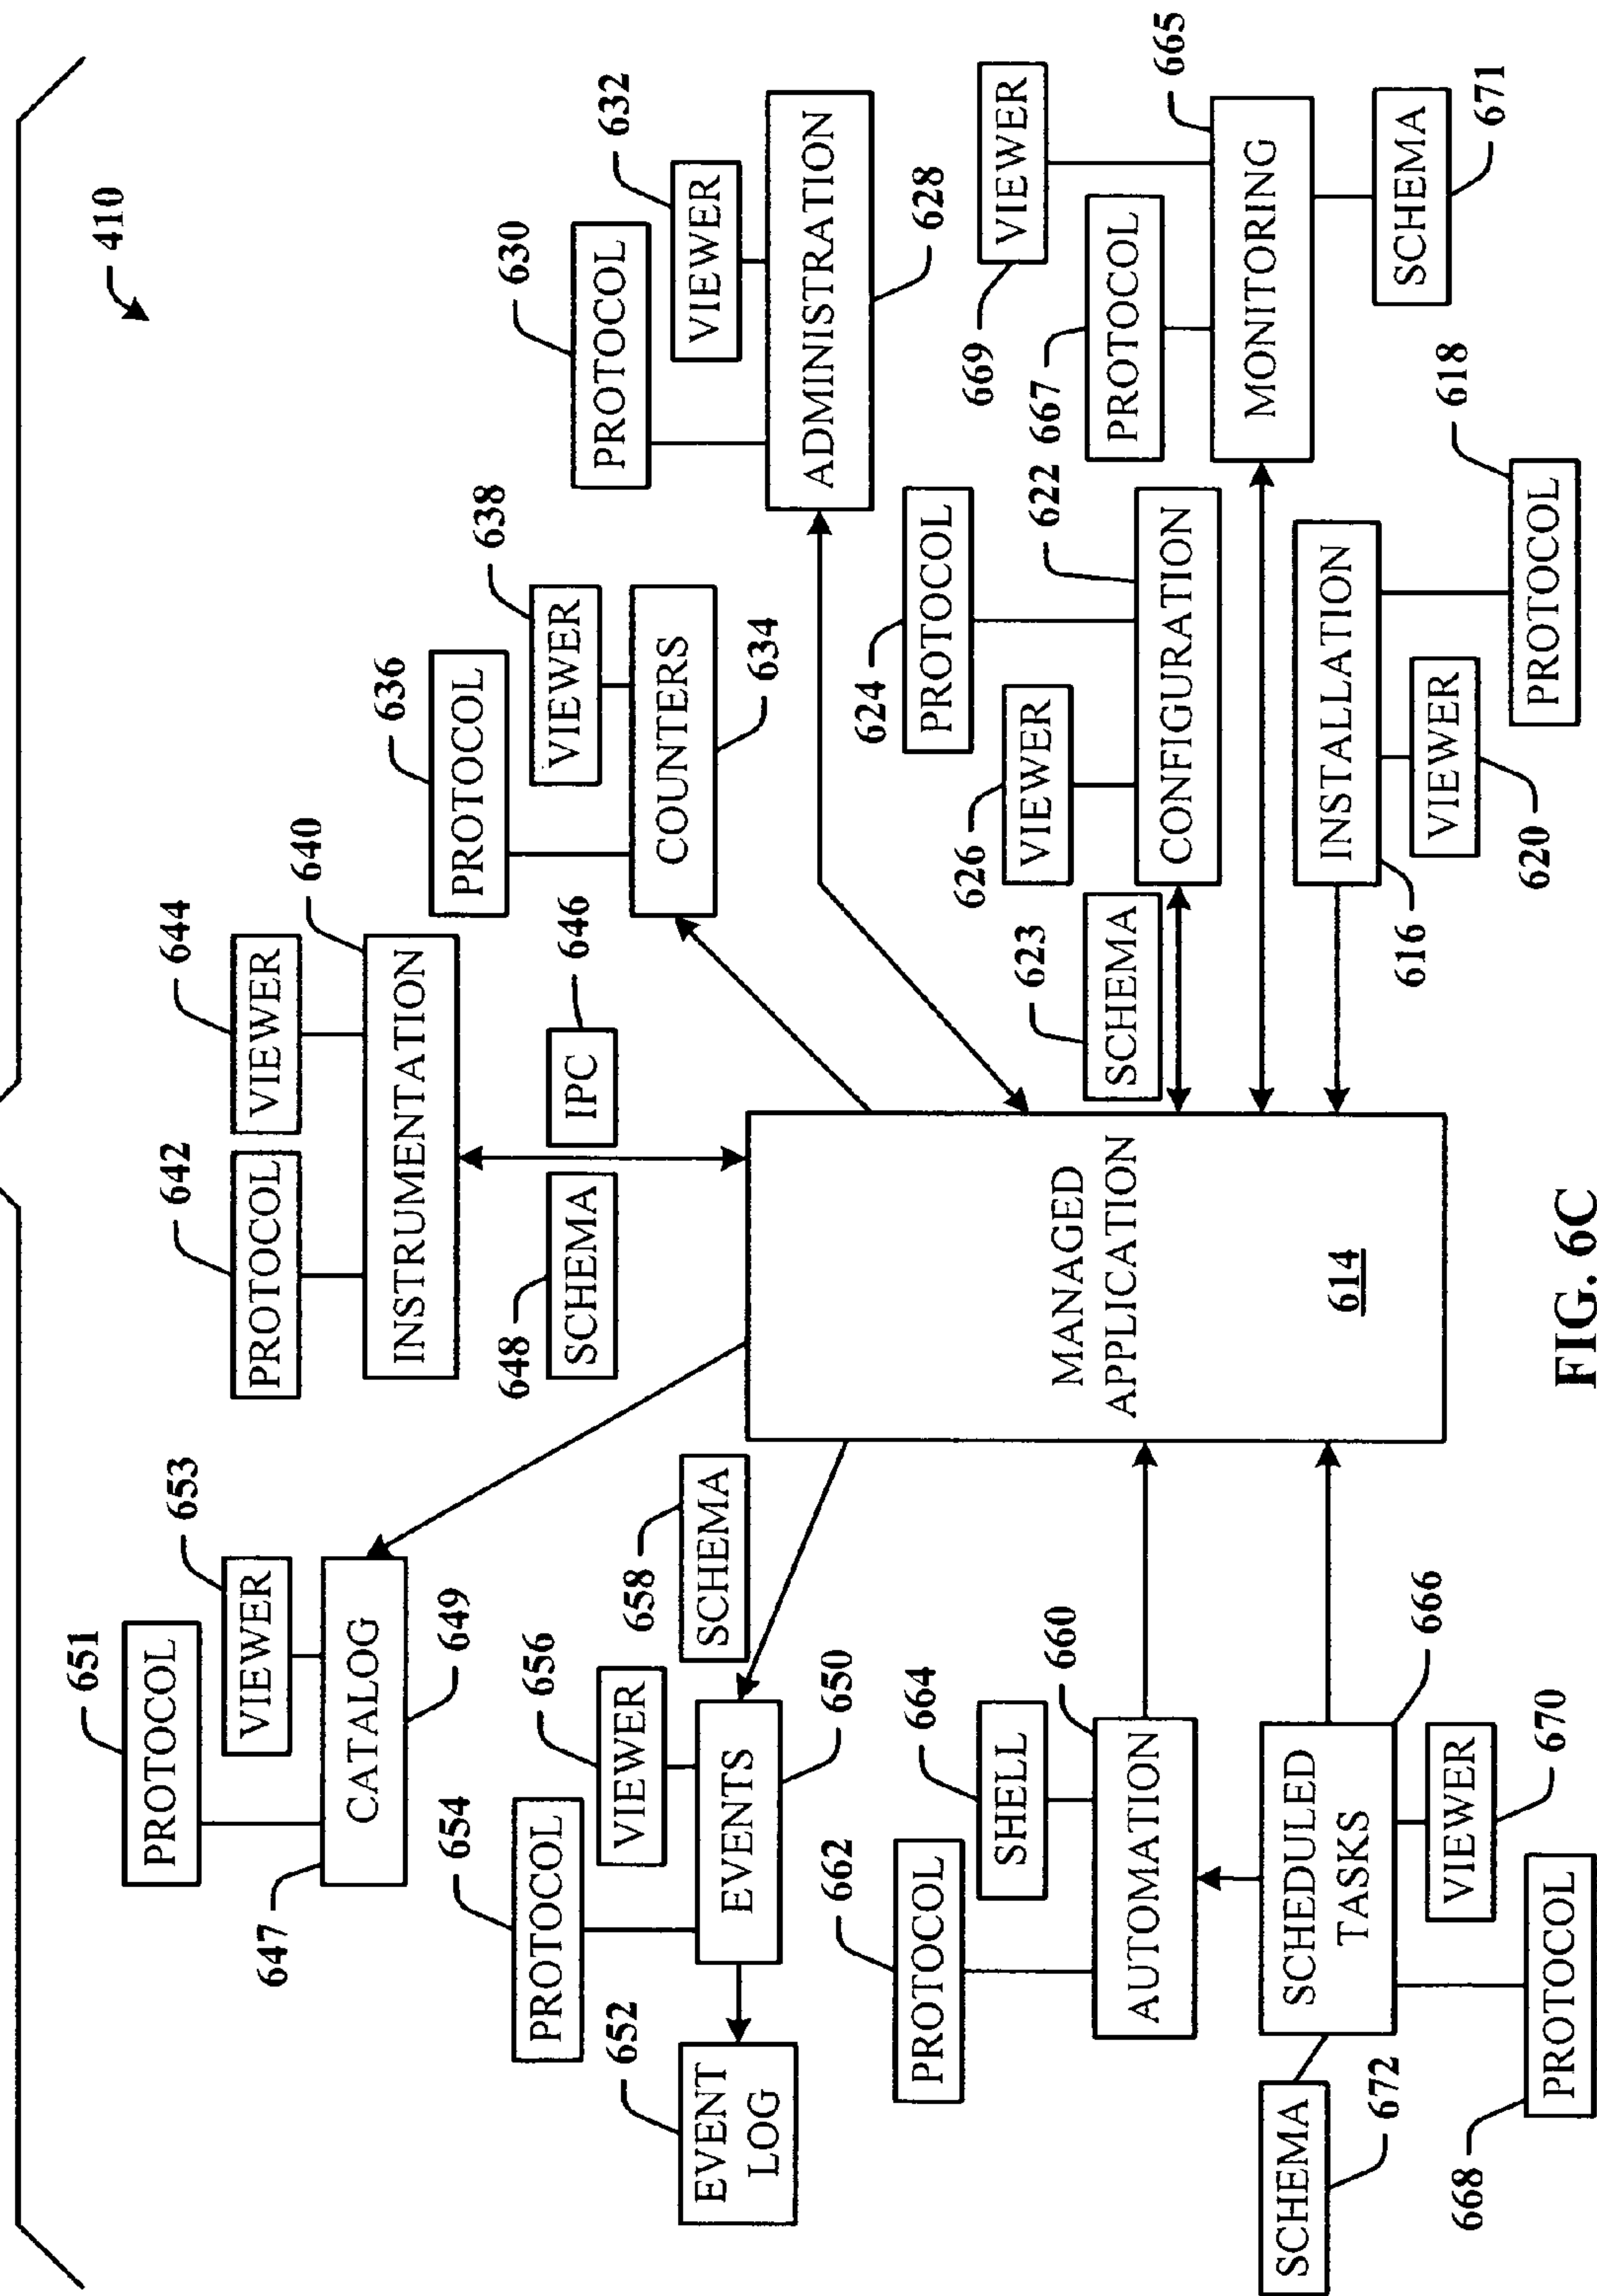 410
651
PROTOCOL
653
VIEWER
CATALOG
647
649
642
PROTOCOL
644
VIEWER
640
INSTRUMENTATION
648
SCHEMA
IPC
646
636
PROTOCOL
638
VIEWER
COUNTERS
634
630
PROTOCOL
632
VIEWER
ADMINISTRATION
628
654
PROTOCOL
656
VIEWER
658
SCHEMA
EVENTS
650
652
EVENT
LOG
662
PROTOCOL
664
SHELL
660
AUTOMATION
SCHEDULED
TASKS
666
SCHEMA
672
VIEWER
670
668
PROTOCOL
MANAGED
APPLICATION
614
624
PROTOCOL
626
VIEWER
622
CONFIGURATION
623
SCHEMA
669
VIEWER
667
PROTOCOL
665
MONITORING
SCHEMA
671
INSTALLATION
616
VIEWER
620
618
PROTOCOL
FIG. 6C